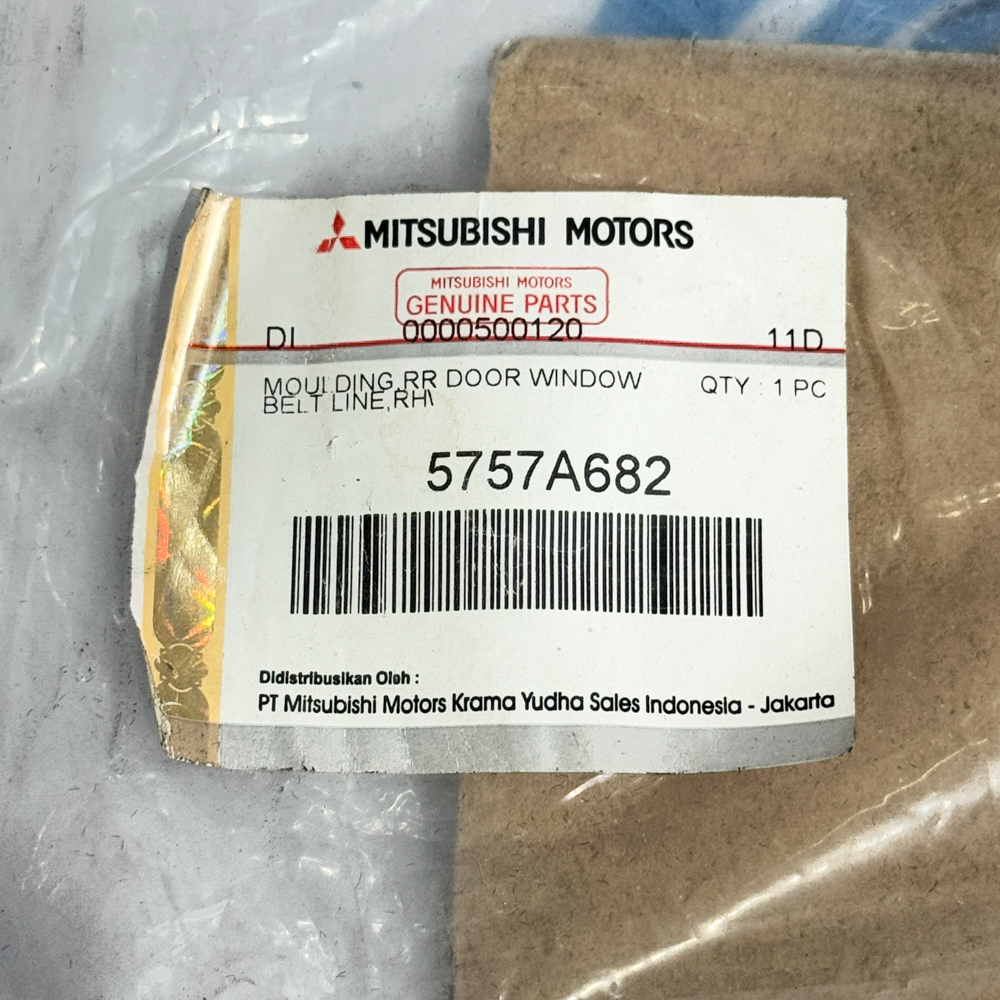 MITSUBISHI MOTORS
MITSUBISHI MOTORS
GENUINE PARTS
DI 0000500120 11D
MOULDING,RR DOOR WINDOW QTY : 1 PC
BELT LINE,RH
5757A682
Didistribusikan Oleh :
PT Mitsubishi Motors Krama Yudha Sales Indonesia - Jakarta